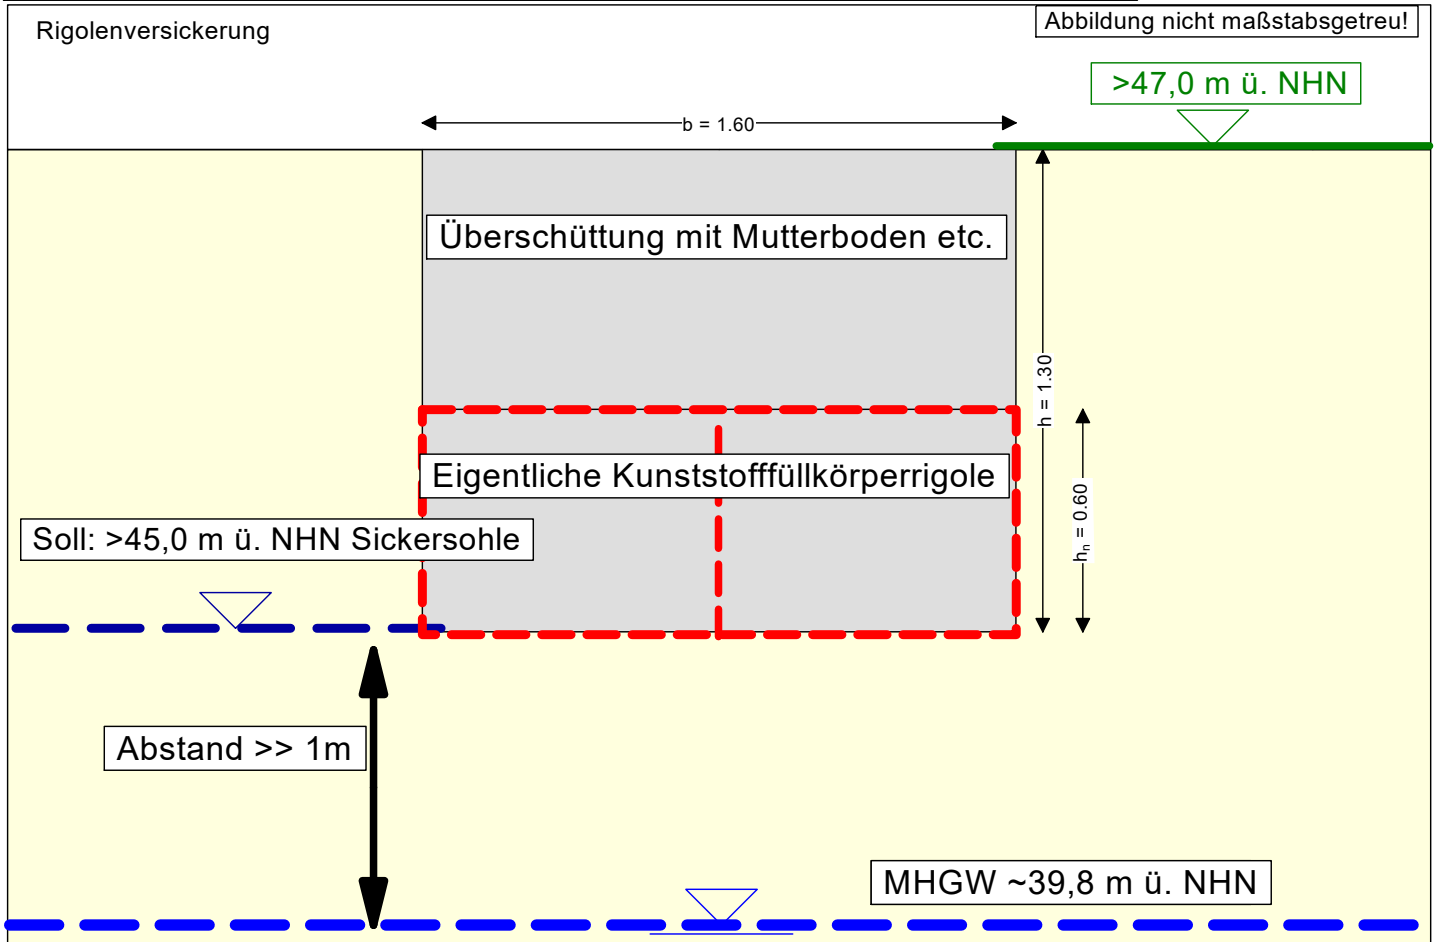 Rigolenversickerung
Abbildung nicht maßstabsgetreu!
>47,0 m ü. NHN
b = 1.60
Überschüttung mit Mutterboden etc.
h = 1.30
Eigentliche Kunststofffüllkörperrigole
hn = 0.60
Soll: >45,0 m ü. NHN Sickersohle
Abstand >> 1m
MHGW ~39,8 m ü. NHN